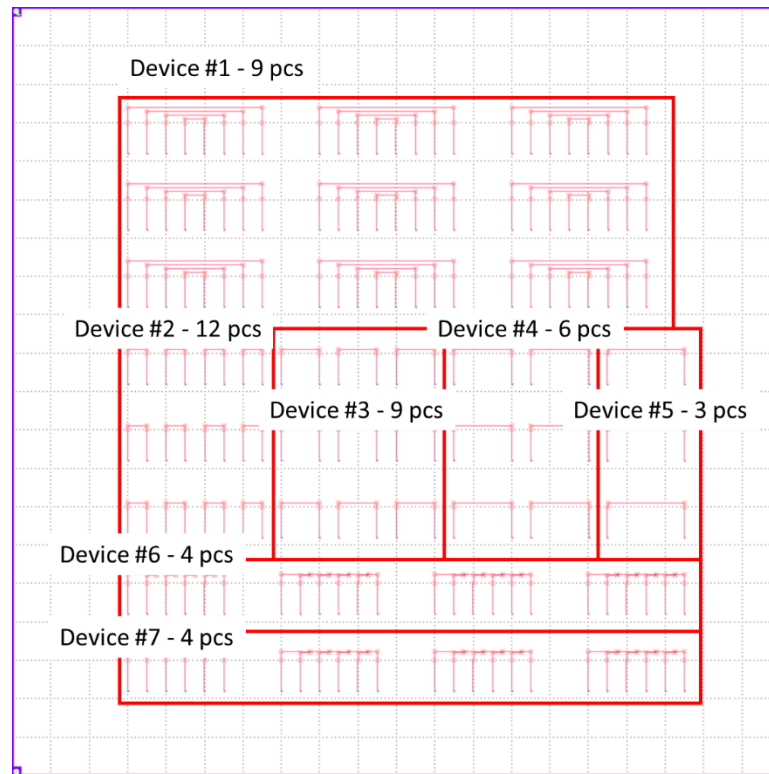 Device #1 - 9 pcs
Device #2 - 12 pcs
Device #4 - 6 pcs
Device #3 - 9 pcs
Device #5 - 3 pcs
Device #6 - 4 pcs
Device #7 - 4 pcs